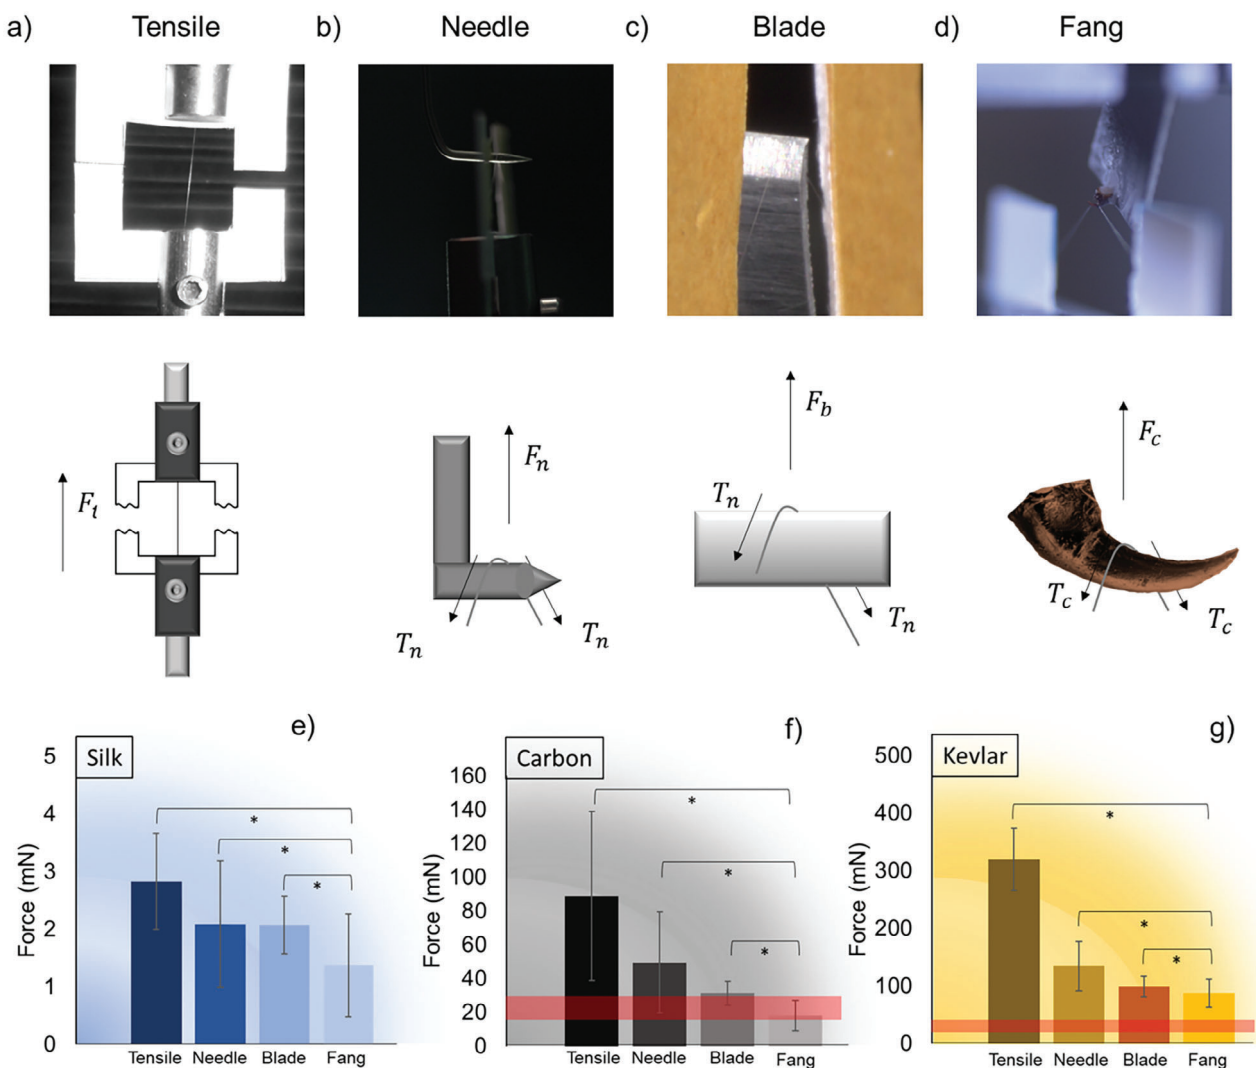 a) Tensile b) Needle c) Blade d) Fang
F_t
F_n
T_n
T_n
F_b
T_n
T_n
F_c
T_c
T_c
e)
Silk
Force (mN)
5
4
3
2
1
0
*
*
*
Tensile Needle Blade Fang
f)
Carbon
Force (mN)
160
140
120
100
80
60
40
20
0
*
*
*
Tensile Needle Blade Fang
g)
Kevlar
Force (mN)
500
400
300
200
100
0
*
*
*
Tensile Needle Blade Fang